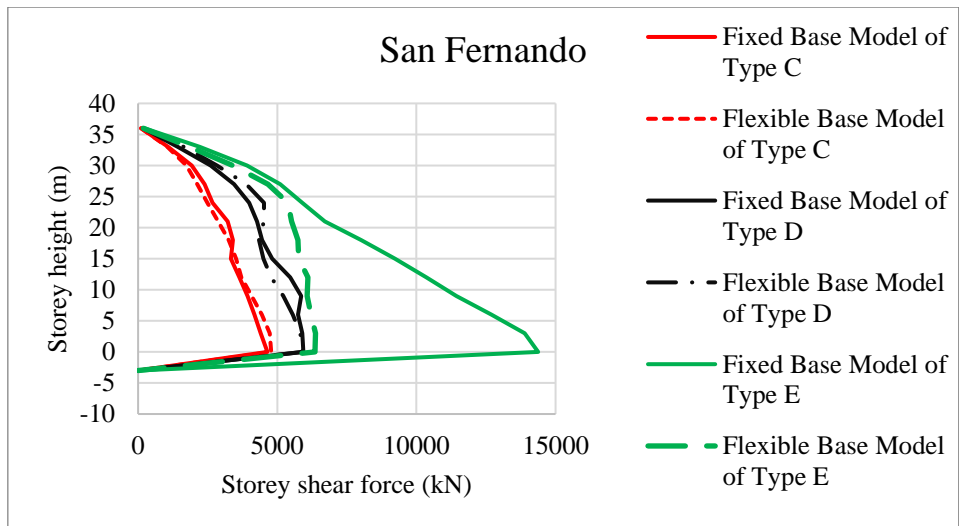 San Fernando
Storey height (m)
40
35
30
25
20
15
10
5
0
-5
-10
0
5000
10000
15000
Storey shear force (kN)
Fixed Base Model of
Type C
Flexible Base Model
of Type C
Fixed Base Model of
Type D
Flexible Base Model
of Type D
Fixed Base Model of
Type E
Flexible Base Model
of Type E